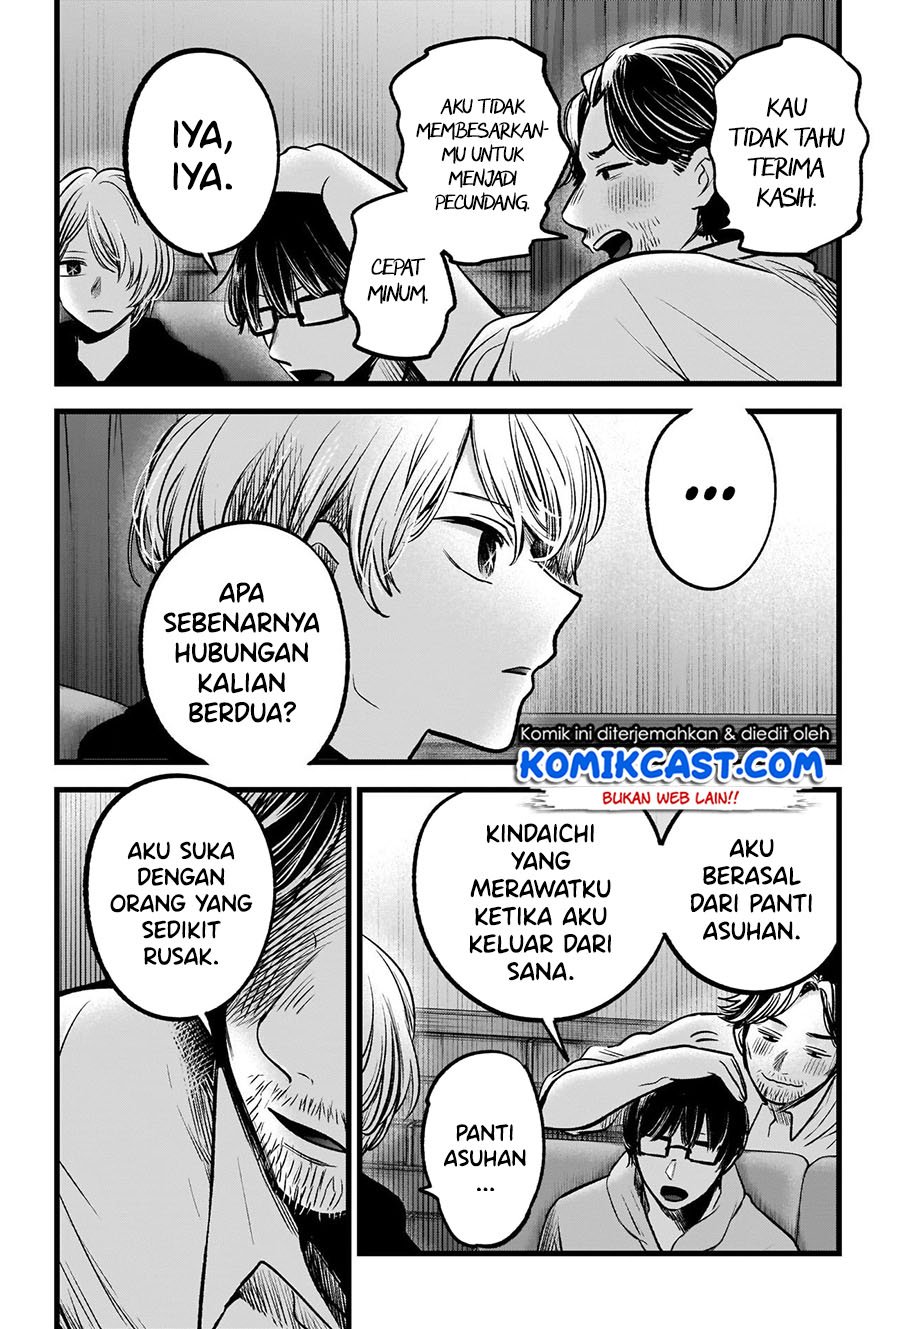 KAU
TIDAK TAHU
TERIMA
KASIH.
AKU TIDAK
MEMBESARKAN-
MU UNTUK
MENJADI
PECUNDANG.
CEPAT
MINUM.
IYA,
IYA.
...
APA
SEBENARNYA
HUBUNGAN
KALIAN
BERDUA?
Komik ini diterjemahkan & diedit oleh
KOMIKCAST.COM
BUKAN WEB LAIN!!
AKU
BERASAL
DARI PANTI
ASUHAN.
KINDAICHI
YANG
MERAWATKU
KETIKA AKU
KELUAR DARI
SANA.
PANTI
ASUHAN
...
AKU SUKA
DENGAN
ORANG YANG
SEDIKIT
RUSAK.